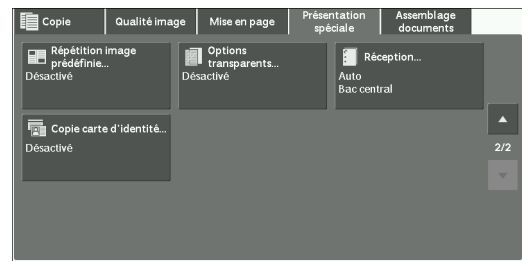 Copie
Qualité image
Mise en page
Présentation
spéciale
Assemblage
documents
Répétition image
prédéfinie...
Désactivé
Options
transparents...
Désactivé
Réception...
Auto
Bac central
Copie carte d'identité...
Désactivé
2/2